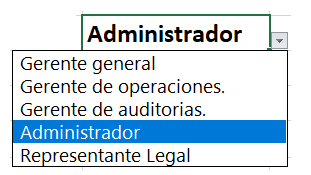 Administrador
Gerente general
Gerente de operaciones.
Gerente de auditorias.
Administrador
Representante Legal